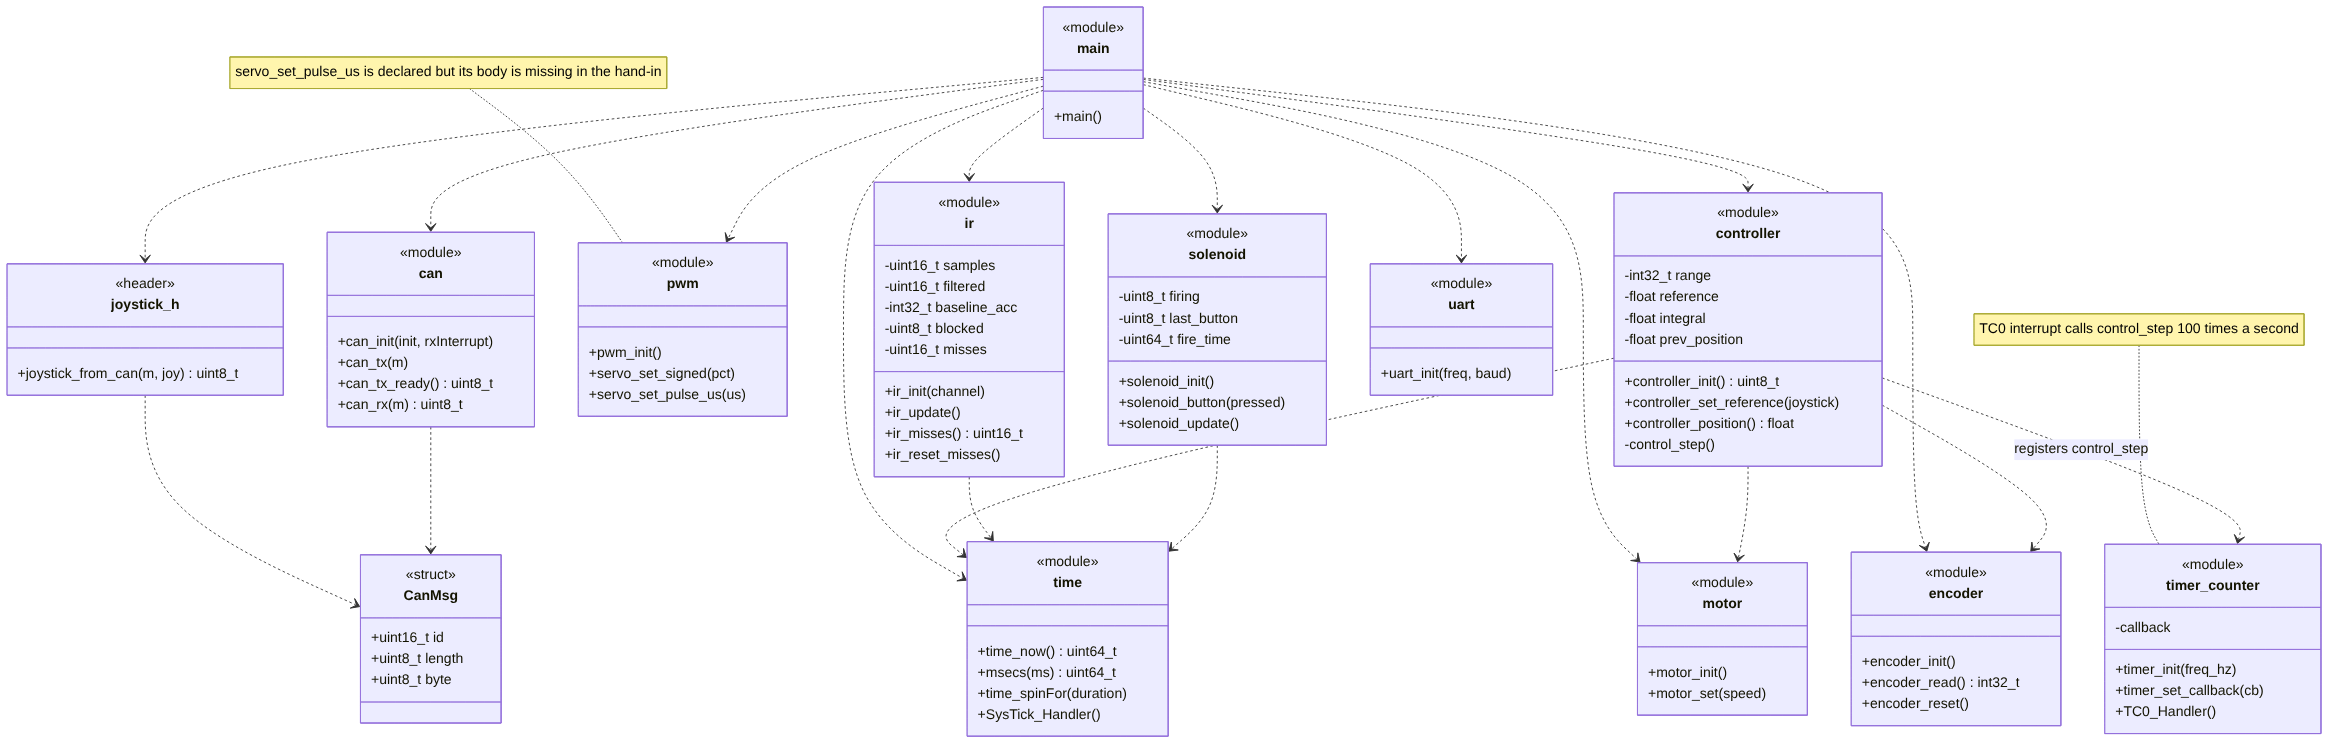 «module»
main
+main()
servo_set_pulse_us is declared but its body is missing in the hand-in
«header»
joystick_h
+joystick_from_can(m, joy) : uint8_t
«module»
can
+can_init(init, rxInterrupt)
+can_tx(m)
+can_tx_ready() : uint8_t
+can_rx(m) : uint8_t
«module»
pwm
+pwm_init()
+servo_set_signed(pct)
+servo_set_pulse_us(us)
«module»
ir
-uint16_t samples
-uint16_t filtered
-int32_t baseline_acc
-uint8_t blocked
-uint16_t misses
+ir_init(channel)
+ir_update()
+ir_misses() : uint16_t
+ir_reset_misses()
«module»
solenoid
-uint8_t firing
-uint8_t last_button
-uint64_t fire_time
+solenoid_init()
+solenoid_button(pressed)
+solenoid_update()
«module»
uart
+uart_init(freq, baud)
«module»
controller
-int32_t range
-float reference
-float integral
-float prev_position
+controller_init() : uint8_t
+controller_set_reference(joystick)
+controller_position() : float
-control_step()
TC0 interrupt calls control_step 100 times a second
registers control_step
«struct»
CanMsg
+uint16_t id
+uint8_t length
+uint8_t byte
«module»
time
+time_now() : uint64_t
+msecs(ms) : uint64_t
+time_spinFor(duration)
+SysTick_Handler()
«module»
motor
+motor_init()
+motor_set(speed)
«module»
encoder
+encoder_init()
+encoder_read() : int32_t
+encoder_reset()
«module»
timer_counter
-callback
+timer_init(freq_hz)
+timer_set_callback(cb)
+TC0_Handler()